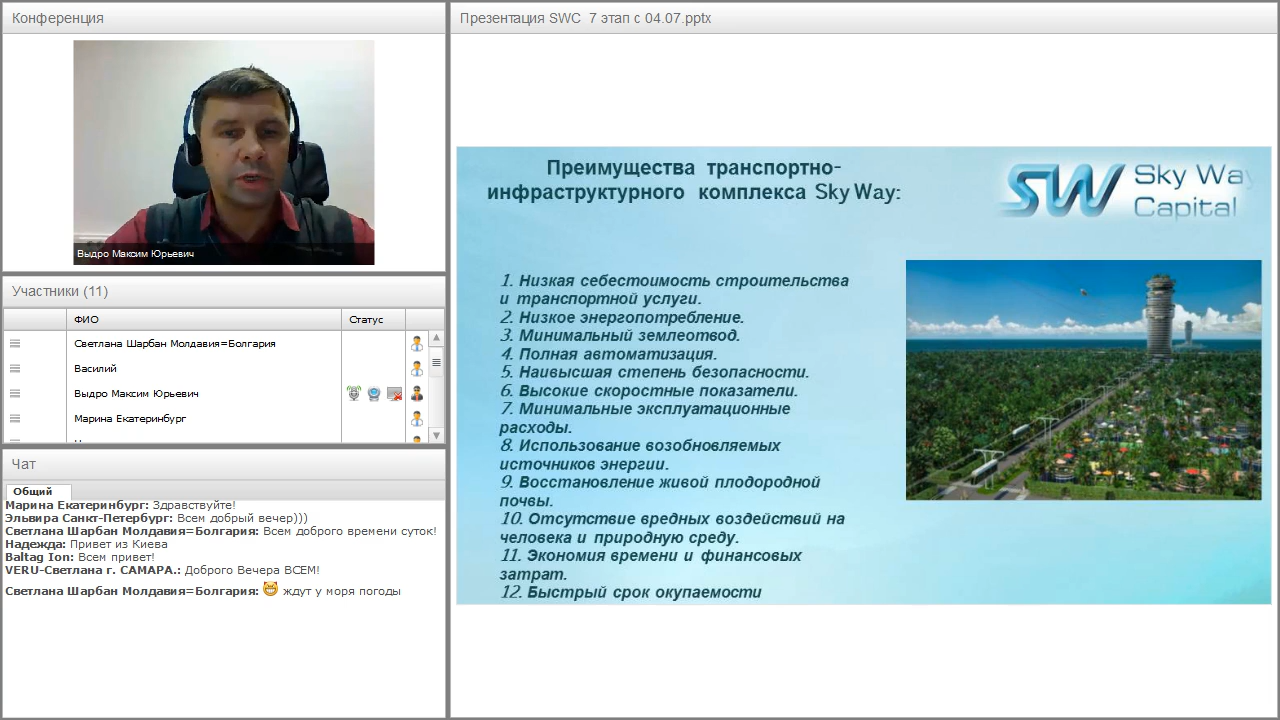 Конференция
Выдро Максим Юрьевич
Участники (11)
ФИО
Статус
Светлана Шарбан Молдавия=Болгария
Василий
Выдро Максим Юрьевич
Марина Екатеринбург
Чат
Общий
Марина Екатеринбург: Здравствуйте!
Эльвира Санкт-Петербург: Всем добрый вечер)))
Светлана Шарбан Молдавия=Болгария: Всем доброго времени суток!
Надежда: Привет из Киева
Baltag Ion: Всем привет!
VERU-Светлана г. САМАРА.: Доброго Вечера ВСЕМ!
Светлана Шарбан Молдавия=Болгария: ждут у моря погоды
Презентация SWC 7 этап с 04.07.pptx
Преимущества транспортно-
инфраструктурного комплекса Sky Way:
SW Sky Way
Capital
1. Низкая себестоимость строительства
и транспортной услуги.
2. Низкое энергопотребление.
3. Минимальный землеотвод.
4. Полная автоматизация.
5. Наивысшая степень безопасности.
6. Высокие скоростные показатели.
7. Минимальные эксплуатационные
расходы.
8. Использование возобновляемых
источников энергии.
9. Восстановление живой плодородной
почвы.
10. Отсутствие вредных воздействий на
человека и природную среду.
11. Экономия времени и финансовых
затрат.
12. Быстрый срок окупаемости